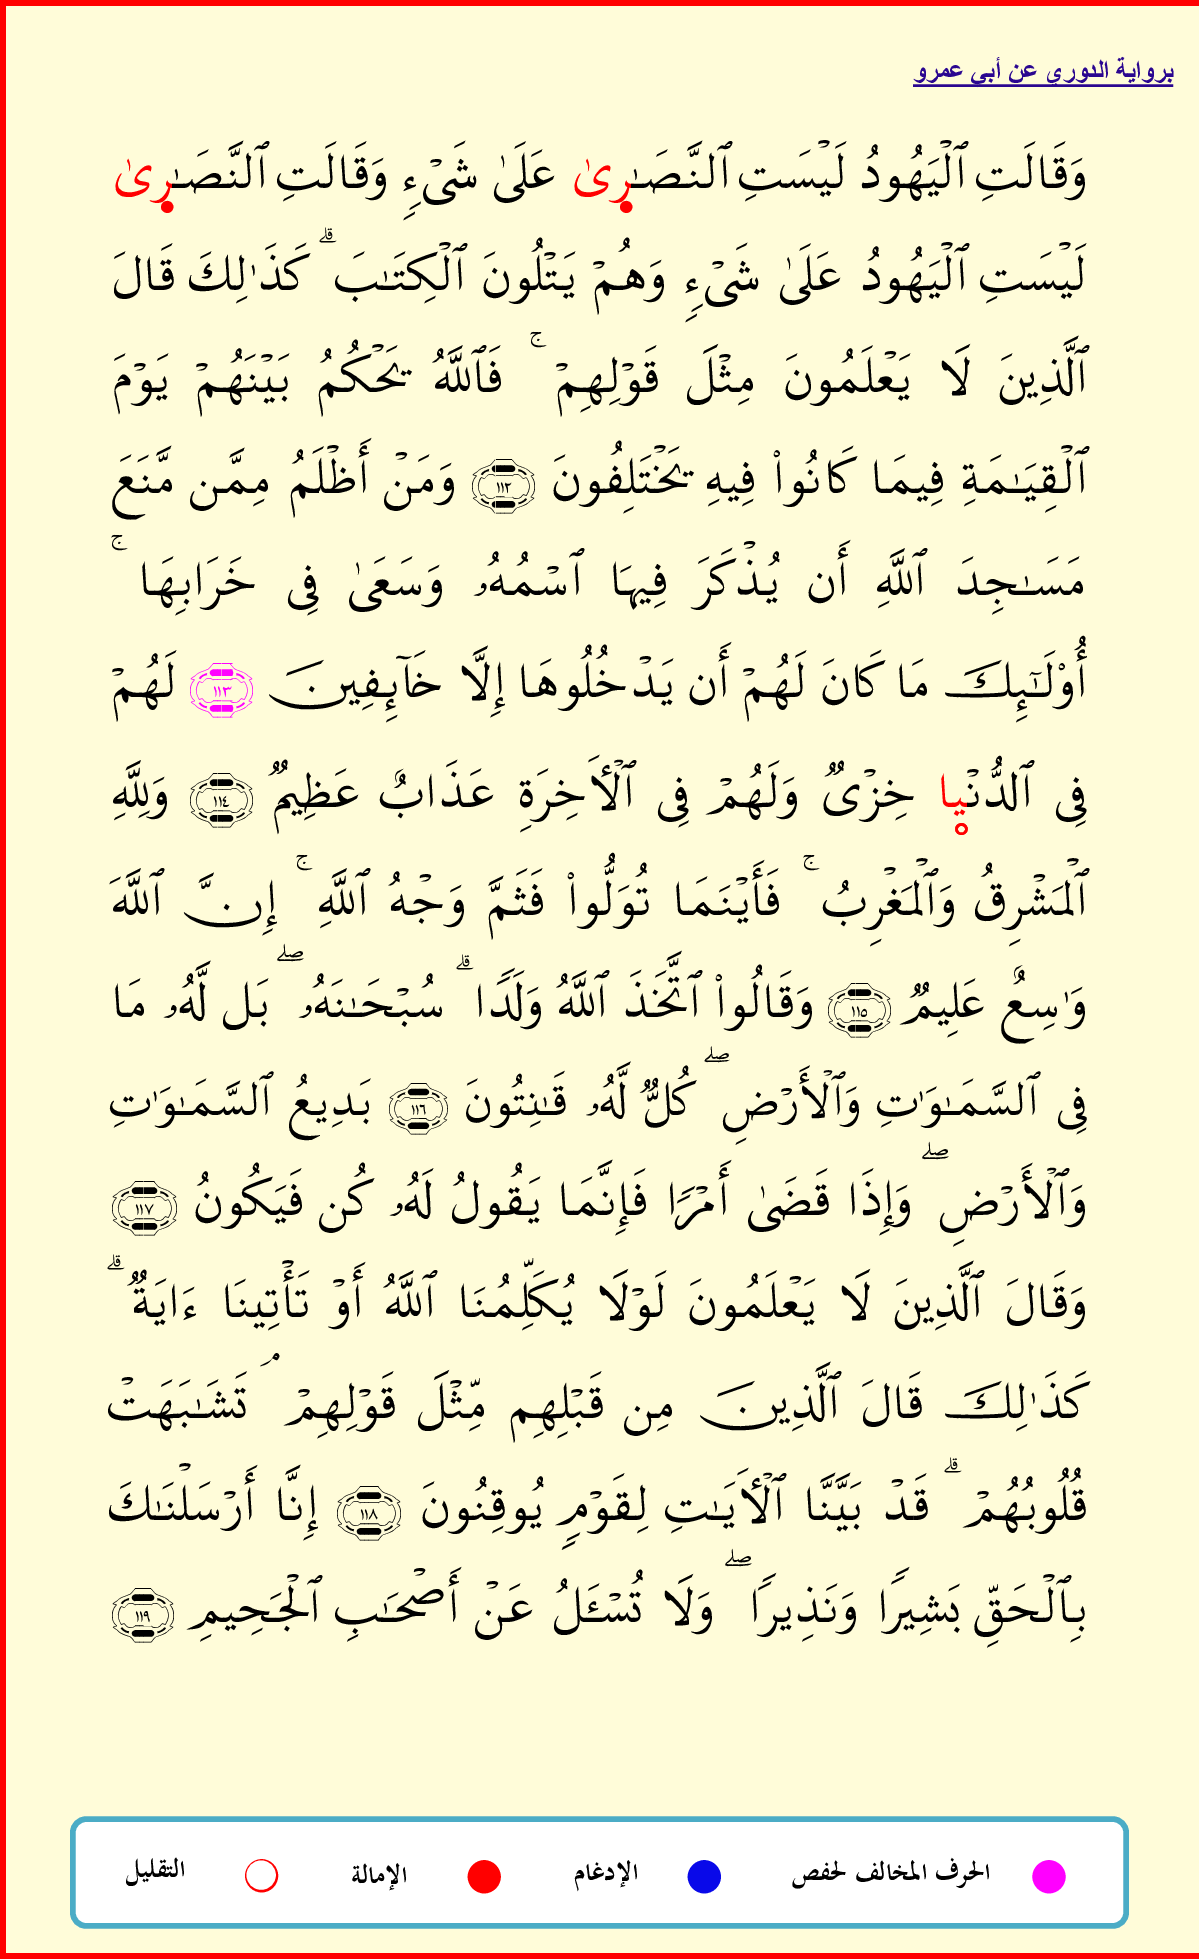 برواية الدوري عن أبي عمرو
وَقَالَتِ ٱلْيَهُودُ لَيْسَتِ ٱلنَّصَٰرِىٰ عَلَىٰ شَىْءٍ وَقَالَتِ ٱلنَّصَٰرِىٰ
لَيْسَتِ ٱلْيَهُودُ عَلَىٰ شَىْءٍ وَهُمْ يَتْلُونَ ٱلْكِتَٰبَ ۗ كَذَٰلِكَ قَالَ
ٱلَّذِينَ لَا يَعْلَمُونَ مِثْلَ قَوْلِهِمْ ۚ فَٱللَّهُ يَحْكُمُ بَيْنَهُمْ يَوْمَ
ٱلْقِيَٰمَةِ فِيمَا كَانُوا۟ فِيهِ يَخْتَلِفُونَ ١١٢ وَمَنْ أَظْلَمُ مِمَّن مَّنَعَ
مَسَٰجِدَ ٱللَّهِ أَن يُذْكَرَ فِيهَا ٱسْمُهُۥ وَسَعَىٰ فِى خَرَابِهَا ۚ
أُو۟لَٰٓئِكَ مَا كَانَ لَهُمْ أَن يَدْخُلُوهَا إِلَّا خَآئِفِينَ ١١٣ لَهُمْ
فِى ٱلدُّنْيا خِزْىٌ وَلَهُمْ فِى ٱلْأَخِرَةِ عَذَابٌ عَظِيمٌ ١١٤ وَلِلَّهِ
ٱلْمَشْرِقُ وَٱلْمَغْرِبُ ۚ فَأَيْنَمَا تُوَلُّوا۟ فَثَمَّ وَجْهُ ٱللَّهِ ۚ إِنَّ ٱللَّهَ
وَٰسِعٌ عَلِيمٌ ١١٥ وَقَالُوا۟ ٱتَّخَذَ ٱللَّهُ وَلَدًا ۗ سُبْحَٰنَهُۥ ۖ بَل لَّهُۥ مَا
فِى ٱلسَّمَٰوَٰتِ وَٱلْأَرْضِ ۖ كُلٌّ لَّهُۥ قَٰنِتُونَ ١١٦ بَدِيعُ ٱلسَّمَٰوَٰتِ
وَٱلْأَرْضِ ۖ وَإِذَا قَضَىٰ أَمْرًا فَإِنَّمَا يَقُولُ لَهُۥ كُن فَيَكُونُ ١١٧
وَقَالَ ٱلَّذِينَ لَا يَعْلَمُونَ لَوْلَا يُكَلِّمُنَا ٱللَّهُ أَوْ تَأْتِينَا ءَايَةٌ ۗ
كَذَٰلِكَ قَالَ ٱلَّذِينَ مِن قَبْلِهِم مِّثْلَ قَوْلِهِمْ ۘ تَشَٰبَهَتْ
قُلُوبُهُمْ ۗ قَدْ بَيَّنَّا ٱلْأَيَٰتِ لِقَوْمٍ يُوقِنُونَ ١١٨ إِنَّا أَرْسَلْنَٰكَ
بِٱلْحَقِّ بَشِيرًا وَنَذِيرًا ۖ وَلَا تُسْـَٔلُ عَنْ أَصْحَٰبِ ٱلْجَحِيمِ ١١٩
الحرف المخالف لحفص الإدغام الإمالة التقليل